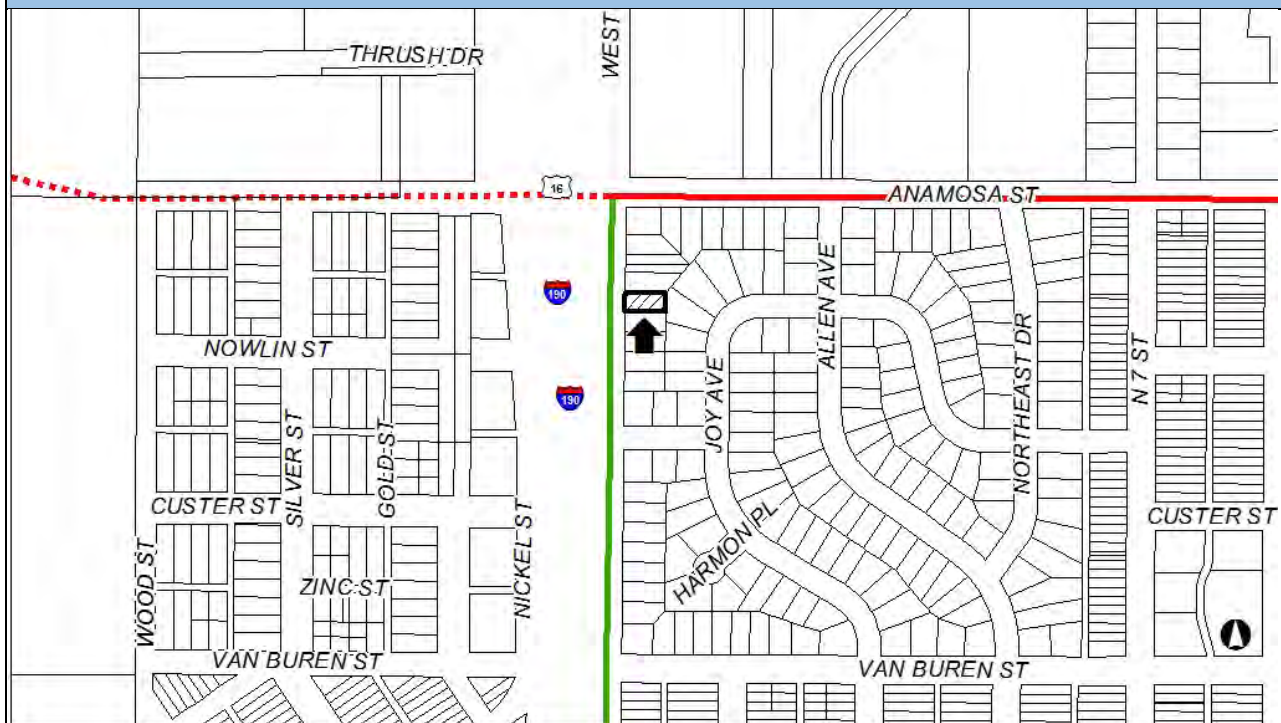 THRUSH DR
WEST
16
ANAMOSA ST
190
ALLEN AVE
NOWLIN ST
190
JOY AVE
NORTHEAST DR
N 7 ST
SILVER ST
GOLD ST
CUSTER ST
NICKEL ST
CUSTER ST
HARMON PL
WOOD ST
ZINC ST
VAN BUREN ST
VAN BUREN ST